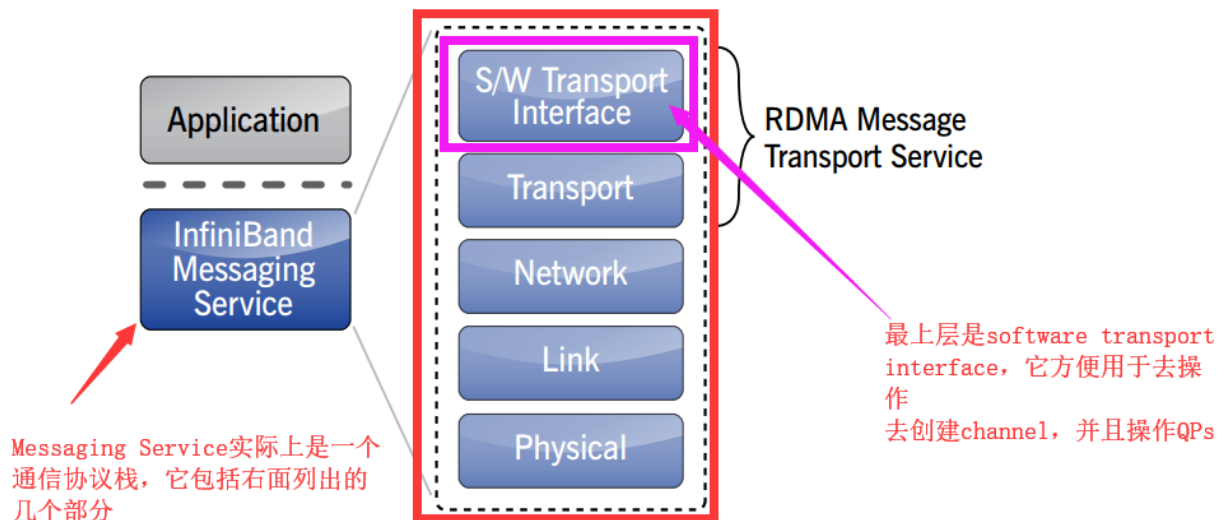 Application
InfiniBand
Messaging
Service
S/W Transport
Interface
Transport
Network
Link
Physical
RDMA Message
Transport Service
最上层是software transport
interface，它方便用于去操
作
去创建channel，并且操作QPs
Messaging Service实际上是一个
通信协议栈，它包括右面列出的
几个部分